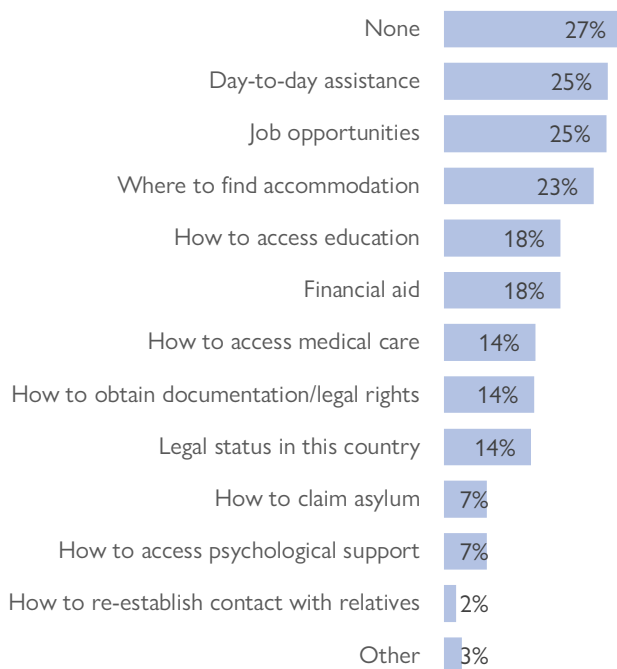 None 27%
Day-to-day assistance 25%
Job opportunities 25%
Where to find accommodation 23%
How to access education 18%
Financial aid 18%
How to access medical care 14%
How to obtain documentation/legal rights 14%
Legal status in this country 14%
How to claim asylum 7%
How to access psychological support 7%
How to re-establish contact with relatives 2%
Other 3%